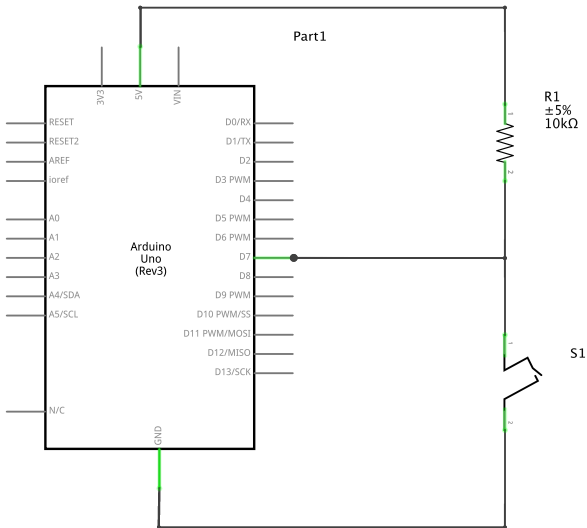 Part1
3V3
5V
VIN
R1
±5%
10kΩ
1
2
RESET
RESET2
AREF
ioref
A0
A1
A2
A3
A4/SDA
A5/SCL
N/C
Arduino
Uno
(Rev3)
D0/RX
D1/TX
D2
D3 PWM
D4
D5 PWM
D6 PWM
D7
D8
D9 PWM
D10 PWM/SS
D11 PWM/MOSI
D12/MISO
D13/SCK
GND
1
S1
2